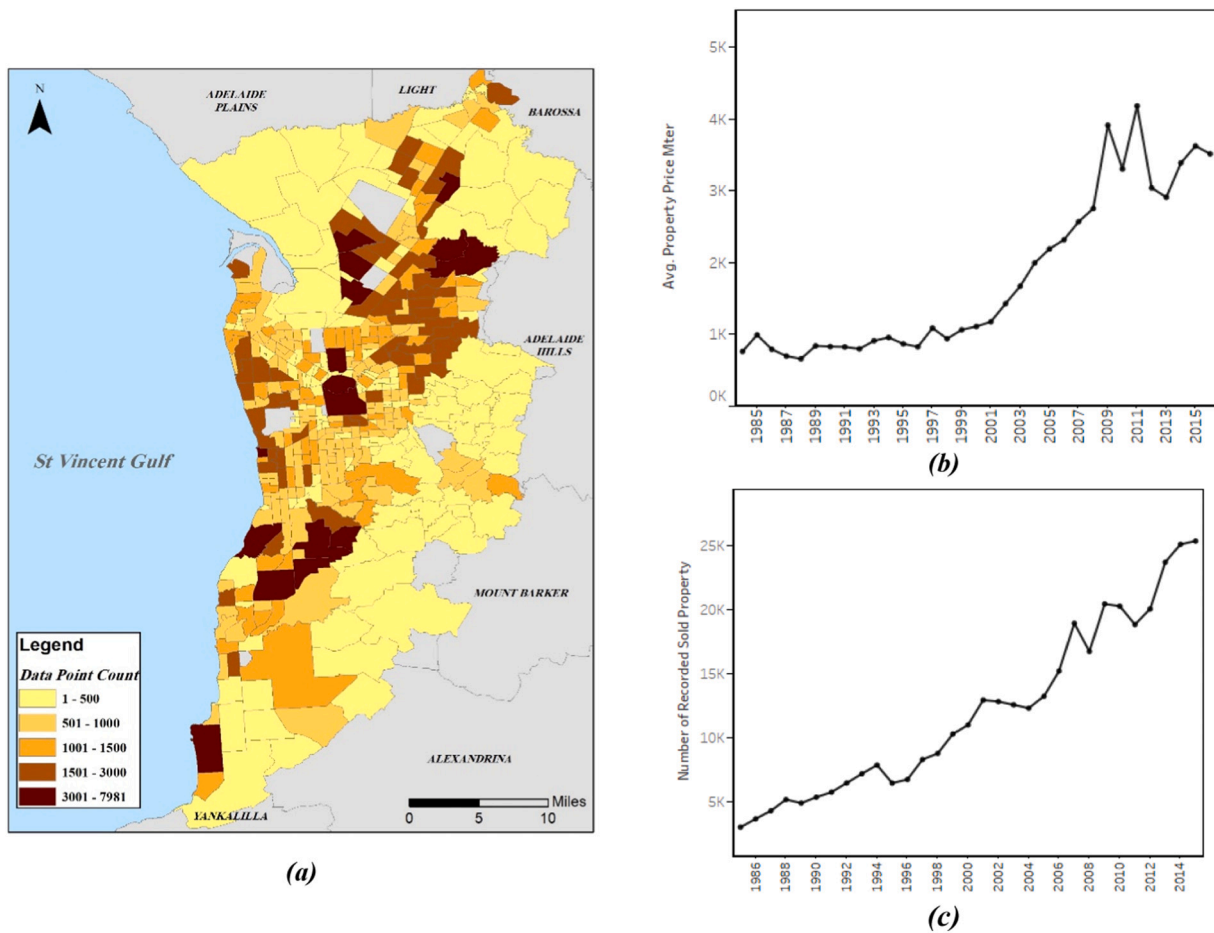 N
ADELAIDE
PLAINS
LIGHT
BAROSSA
ADELAIDE
HILLS
St Vincent Gulf
MOUNT BARKER
ALEXANDRINA
YANKALILLA
Legend
Data Point Count
1 - 500
501 - 1000
1001 - 1500
1501 - 3000
3001 - 7981
Miles
0 5 10
(a)
Avg. Property Price Mter
5K
4K
3K
2K
1K
0K
1985 1987 1989 1991 1993 1995 1997 1999 2001 2003 2005 2007 2009 2011 2013 2015
(b)
Number of Recorded Sold Property
25K
20K
15K
10K
5K
1986 1988 1990 1992 1994 1996 1998 2000 2002 2004 2006 2008 2010 2012 2014
(c)